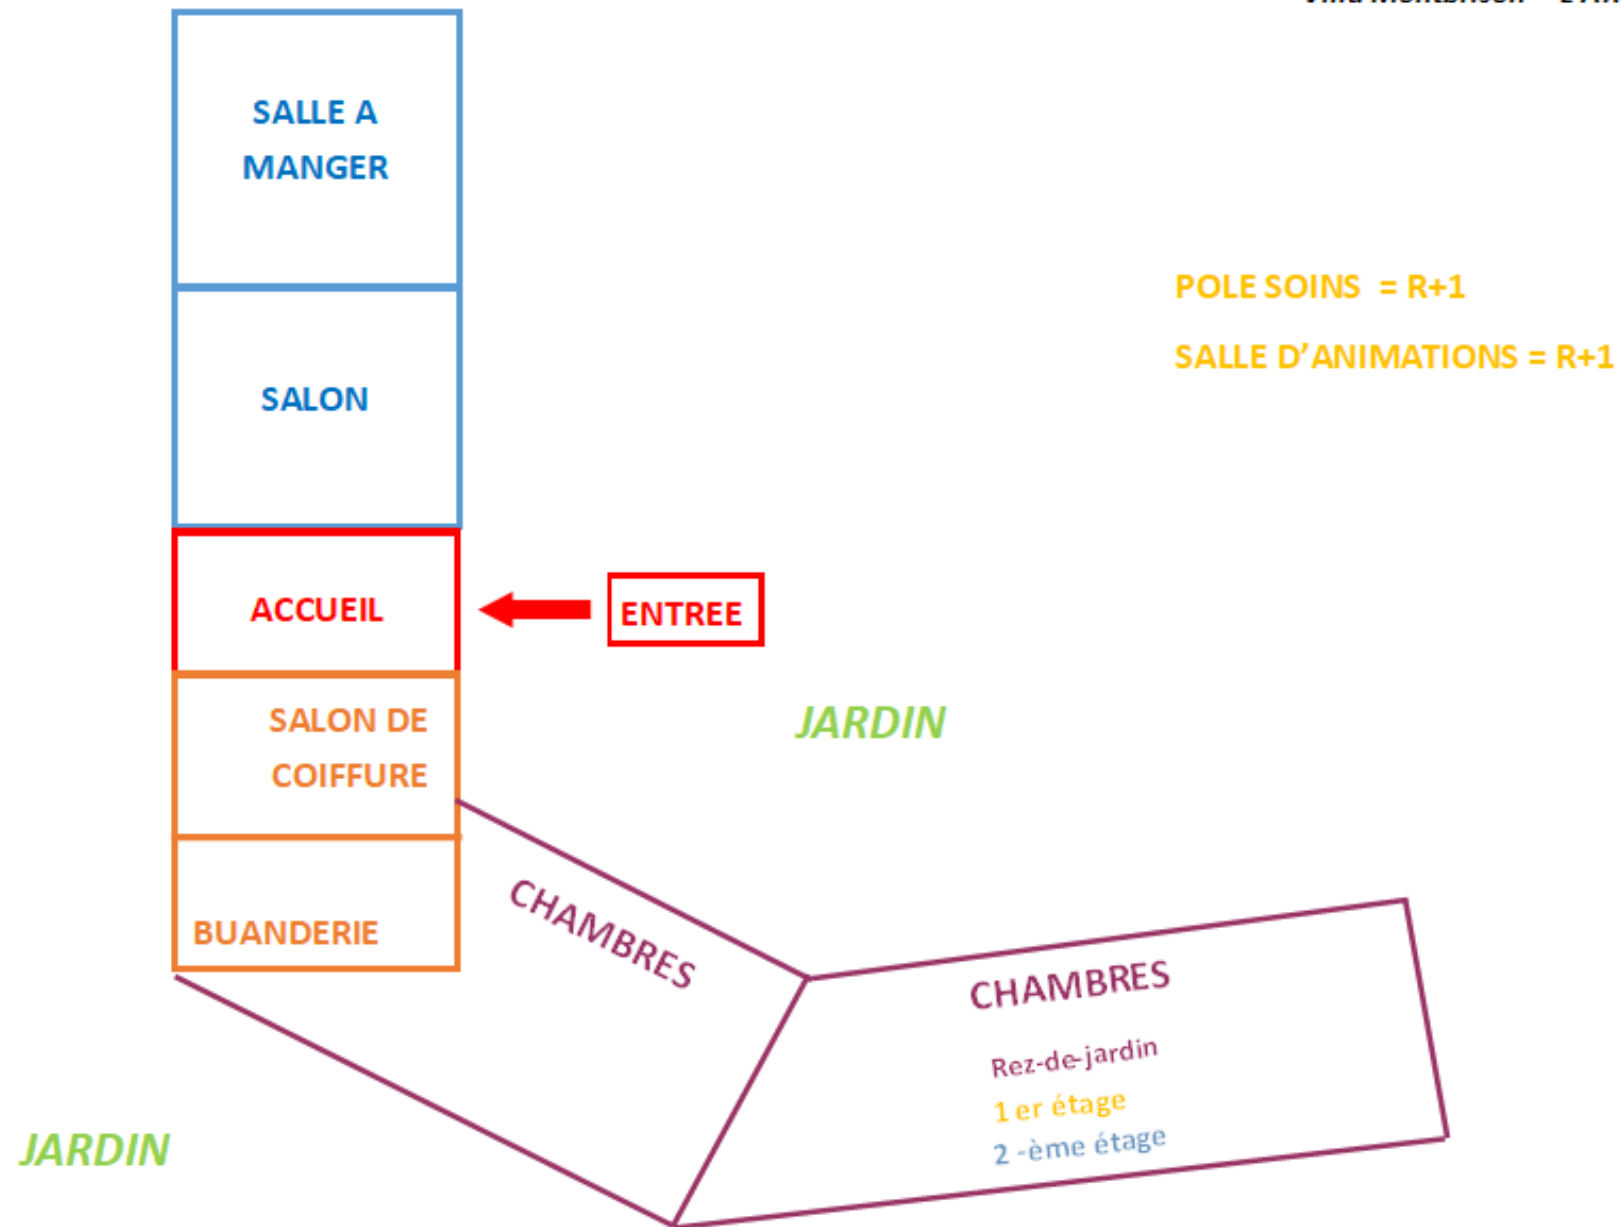 SALLE A
MANGER
POLE SOINS = R+1
SALLE D’ANIMATIONS = R+1
SALON
ACCUEIL
ENTREE
SALON DE
COIFFURE
JARDIN
BUANDERIE
CHAMBRES
CHAMBRES
Rez-de-jardin
1 er étage
2 -ème étage
JARDIN